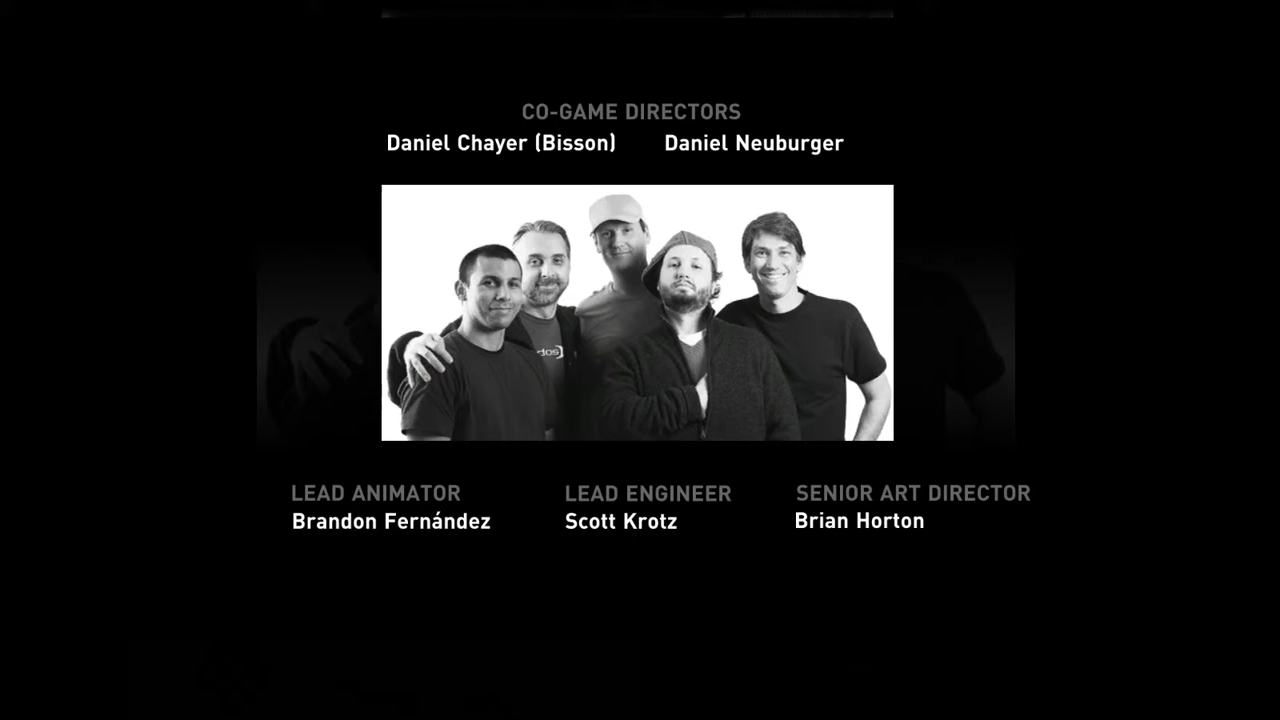 CO-GAME DIRECTORS
Daniel Chayer (Bisson) Daniel Neuburger
dos
LEAD ANIMATOR LEAD ENGINEER SENIOR ART DIRECTOR
Brandon Fernández Scott Krotz Brian Horton